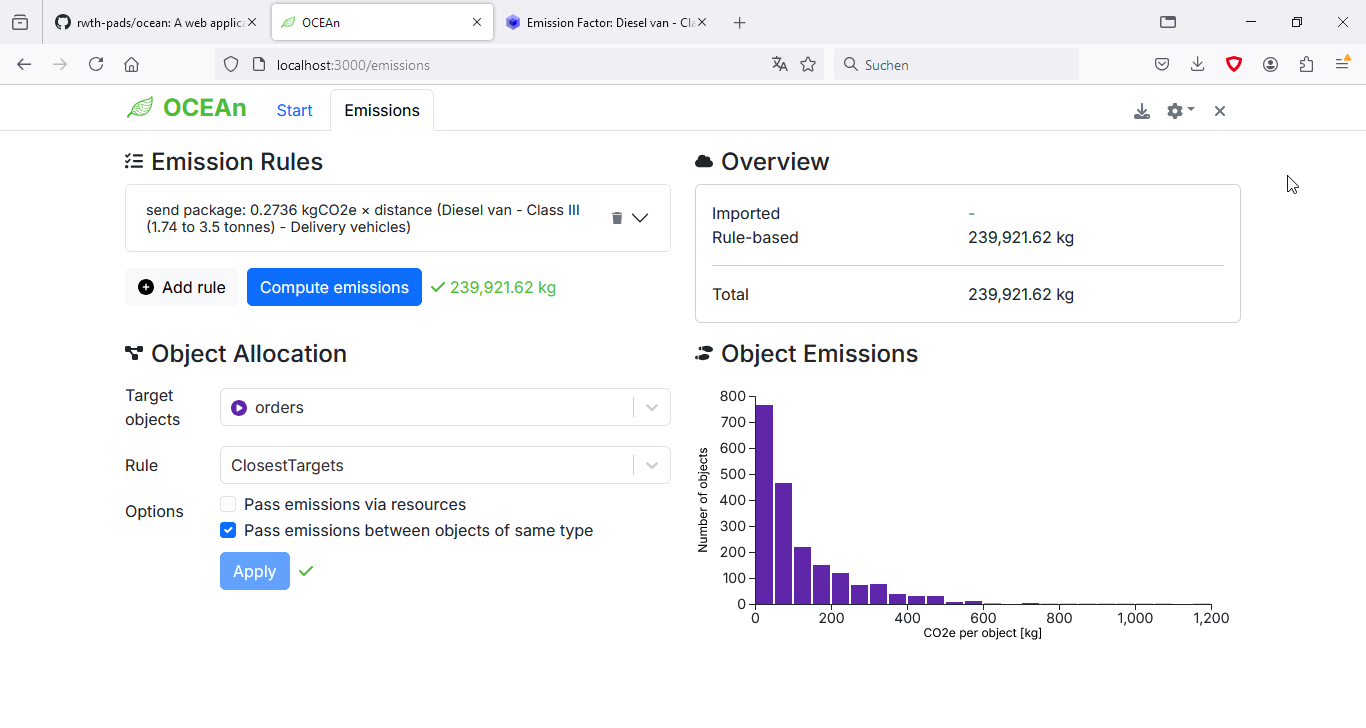 rwth-pads/ocean: A web applica
OCEAn
Emission Factor: Diesel van - Cla
localhost:3000/emissions
Suchen
OCEAn
Start
Emissions
Emission Rules
send package: 0.2736 kgCO2e × distance (Diesel van - Class III
(1.74 to 3.5 tonnes) - Delivery vehicles)
Add rule
Compute emissions
239,921.62 kg
Overview
Imported -
Rule-based 239,921.62 kg
Total 239,921.62 kg
Object Allocation
Target
objects
orders
Rule
ClosestTargets
Options
Pass emissions via resources
Pass emissions between objects of same type
Apply
Object Emissions
Number of objects
800
700
600
500
400
300
200
100
0
0 200 400 600 800 1,000 1,200
CO2e per object [kg]